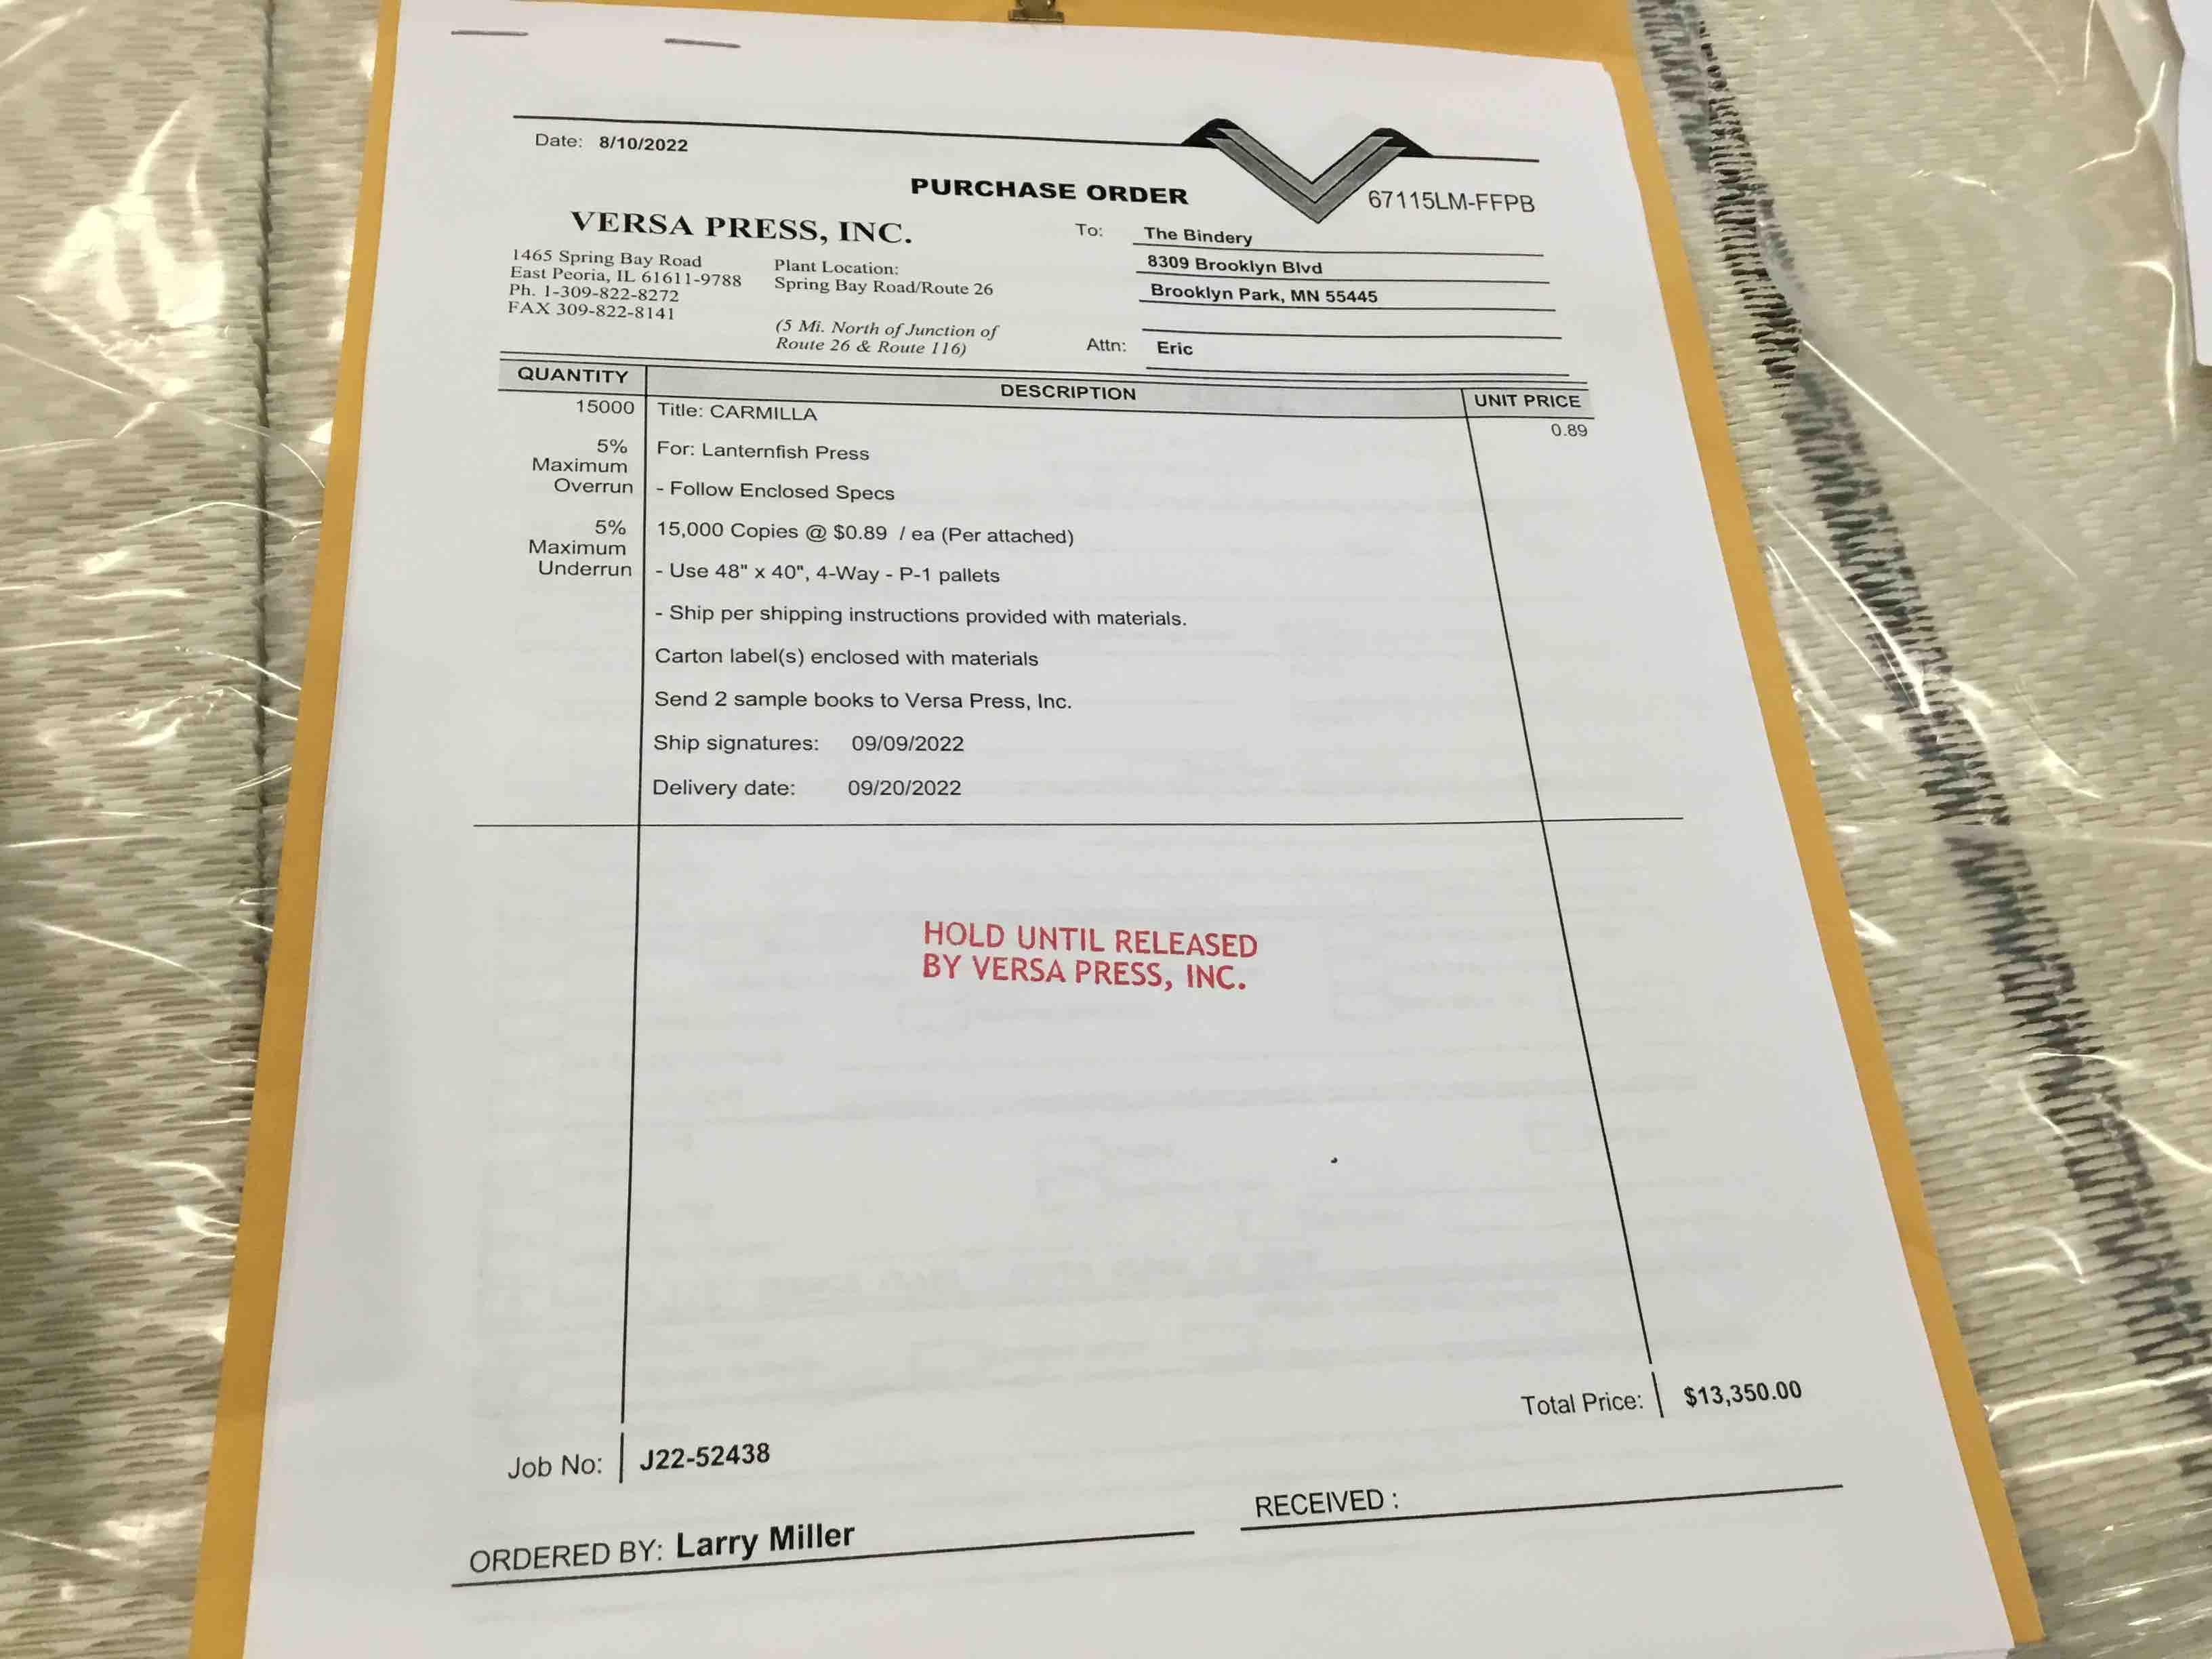 Date: 8/10/2022
PURCHASE ORDER
67115LM-FFPB
VERSA PRESS, INC.
1465 Spring Bay Road
East Peoria, IL 61611-9788
Ph. 1-309-822-8272
FAX 309-822-8141
Plant Location:
Spring Bay Road/Route 26
(5 Mi. North of Junction of
Route 26 & Route 116)
To: The Bindery
8309 Brooklyn Blvd
Brooklyn Park, MN 55445
Attn: Eric
QUANTITY DESCRIPTION UNIT PRICE
15000 Title: CARMILLA 0.89
5%
Maximum
Overrun
For: Lanternfish Press
- Follow Enclosed Specs
5%
Maximum
Underrun
15,000 Copies @ $0.89 / ea (Per attached)
- Use 48" x 40", 4-Way - P-1 pallets
- Ship per shipping instructions provided with materials.
Carton label(s) enclosed with materials
Send 2 sample books to Versa Press, Inc.
Ship signatures: 09/09/2022
Delivery date: 09/20/2022
HOLD UNTIL RELEASED
BY VERSA PRESS, INC.
Total Price: $13,350.00
Job No: J22-52438
ORDERED BY: Larry Miller
RECEIVED :